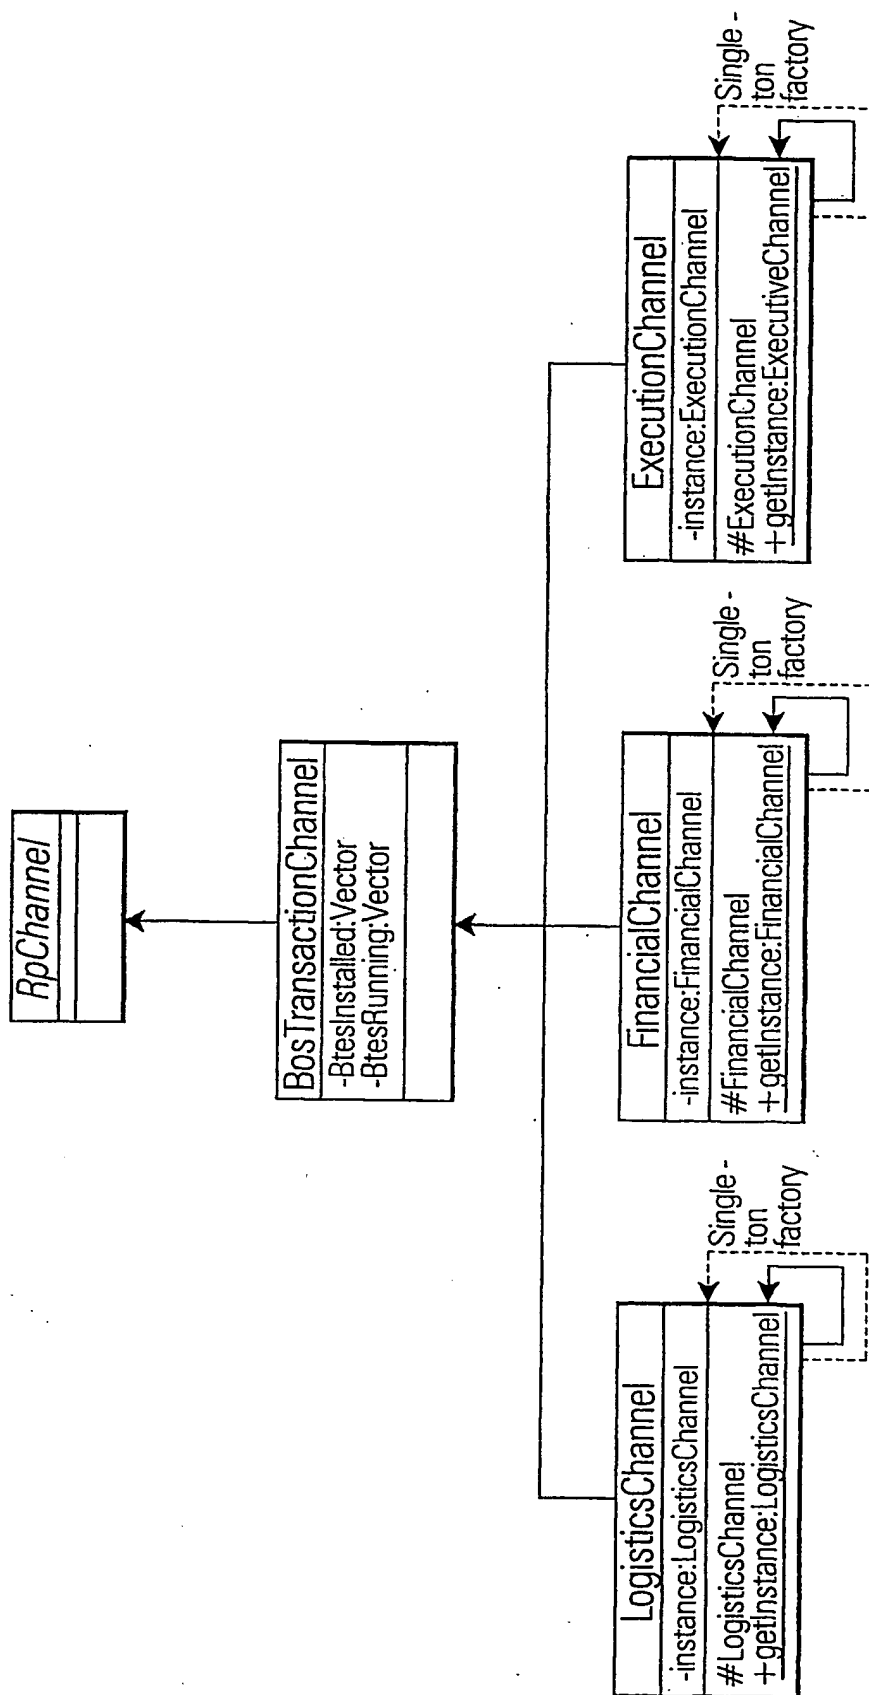 RpChannel
BosTransactionChannel
-BtesInstalled:Vector
-BtesRunning:Vector
LogisticsChannel
-instance:LogisticsChannel
#LogisticsChannel
+getInstance:LogisticsChannel
Single-
ton
factory
FinancialChannel
-instance:FinancialChannel
#FinancialChannel
+getInstance:FinancialChannel
Single-
ton
factory
ExecutionChannel
-instance:ExecutionChannel
#ExecutionChannel
+getInstance:ExecutiveChannel
Single-
ton
factory